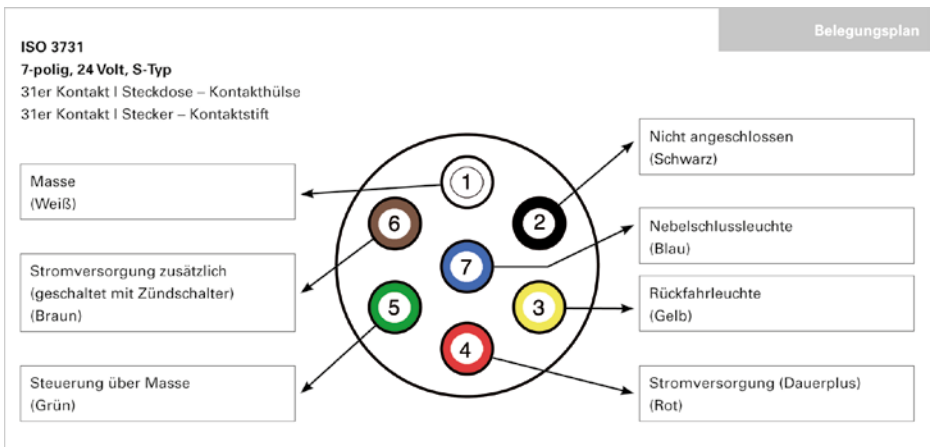 Belegungsplan
ISO 3731
7-polig, 24 Volt, S-Typ
31er Kontakt I Steckdose – Kontakthülse
31er Kontakt I Stecker – Kontaktstift
Masse
(Weiß)
Stromversorgung zusätzlich
(geschaltet mit Zündschalter)
(Braun)
Steuerung über Masse
(Grün)
1
6
2
7
5
3
4
Nicht angeschlossen
(Schwarz)
Nebelschlussleuchte
(Blau)
Rückfahrleuchte
(Gelb)
Stromversorgung (Dauerplus)
(Rot)